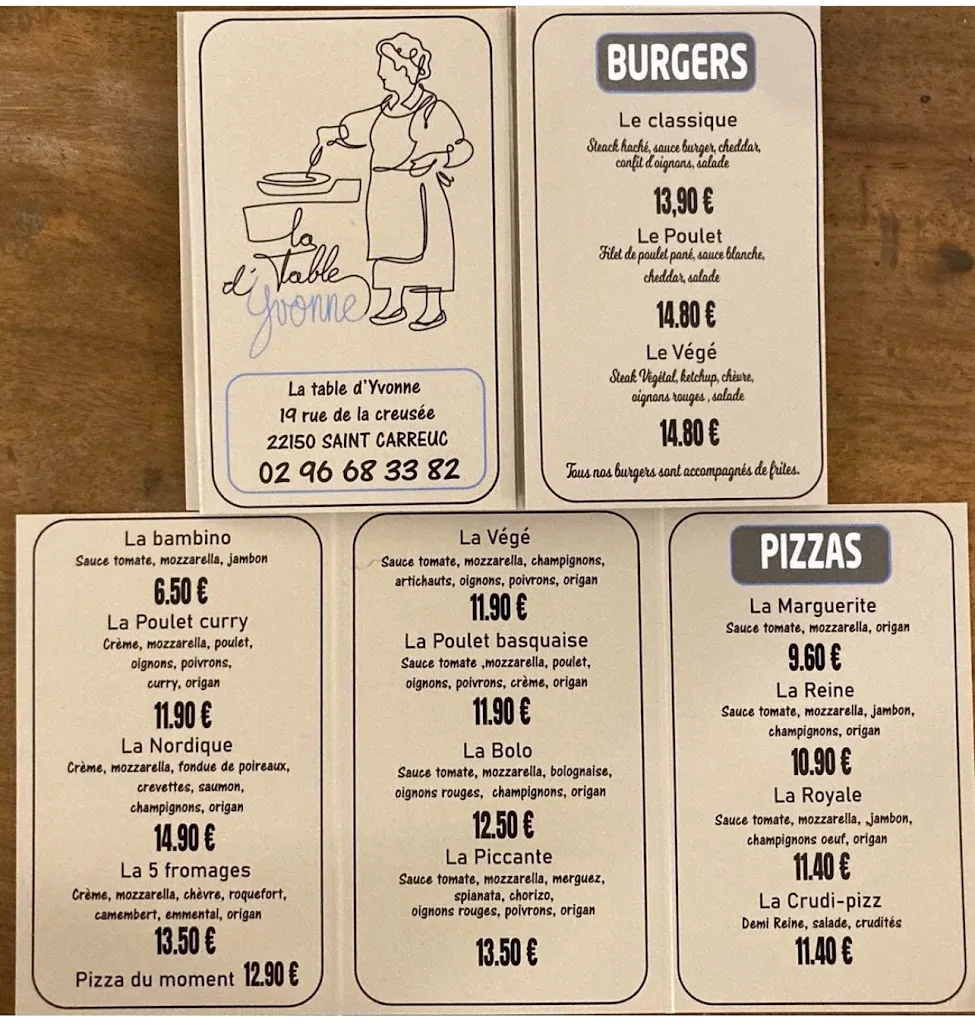 la
Table
d'Yvonne
La table d'Yvonne
19 rue de la creusée
22150 SAINT CARREUC
02 96 68 33 82
BURGERS
Le classique
Steack haché, sauce burger, cheddar,
confit d'oignons, salade
13,90 €
Le Poulet
Filet de poulet pané, sauce blanche,
cheddar, salade
14.80 €
Le Végé
Steak Végétal, ketchup, chèvre,
oignons rouges , salade
14.80 €
Tous nos burgers sont accompagnés de frites.
La bambino
Sauce tomate, mozzarella, jambon
6.50 €
La Poulet curry
Crème, mozzarella, poulet,
oignons, poivrons,
curry, origan
11.90 €
La Nordique
Crème, mozzarella, fondue de poireaux,
crevettes, saumon,
champignons, origan
14.90 €
La 5 fromages
Crème, mozzarella, chèvre, roquefort,
camembert, emmental, origan
13.50 €
Pizza du moment 12.90 €
La Végé
Sauce tomate, mozzarella, champignons,
artichauts, oignons, poivrons, origan
11.90 €
La Poulet basquaise
Sauce tomate ,mozzarella, poulet,
oignons, poivrons, crème, origan
11.90 €
La Bolo
Sauce tomate, mozzarella, bolognaise,
oignons rouges, champignons, origan
12.50 €
La Piccante
Sauce tomate, mozzarella, merguez,
spianata, chorizo,
oignons rouges, poivrons, origan
13.50 €
PIZZAS
La Marguerite
Sauce tomate, mozzarella, origan
9.60 €
La Reine
Sauce tomate, mozzarella, jambon,
champignons, origan
10.90 €
La Royale
Sauce tomate, mozzarella, ,jambon,
champignons oeuf, origan
11.40 €
La Crudi-pizz
Demi Reine, salade, crudités
11.40 €